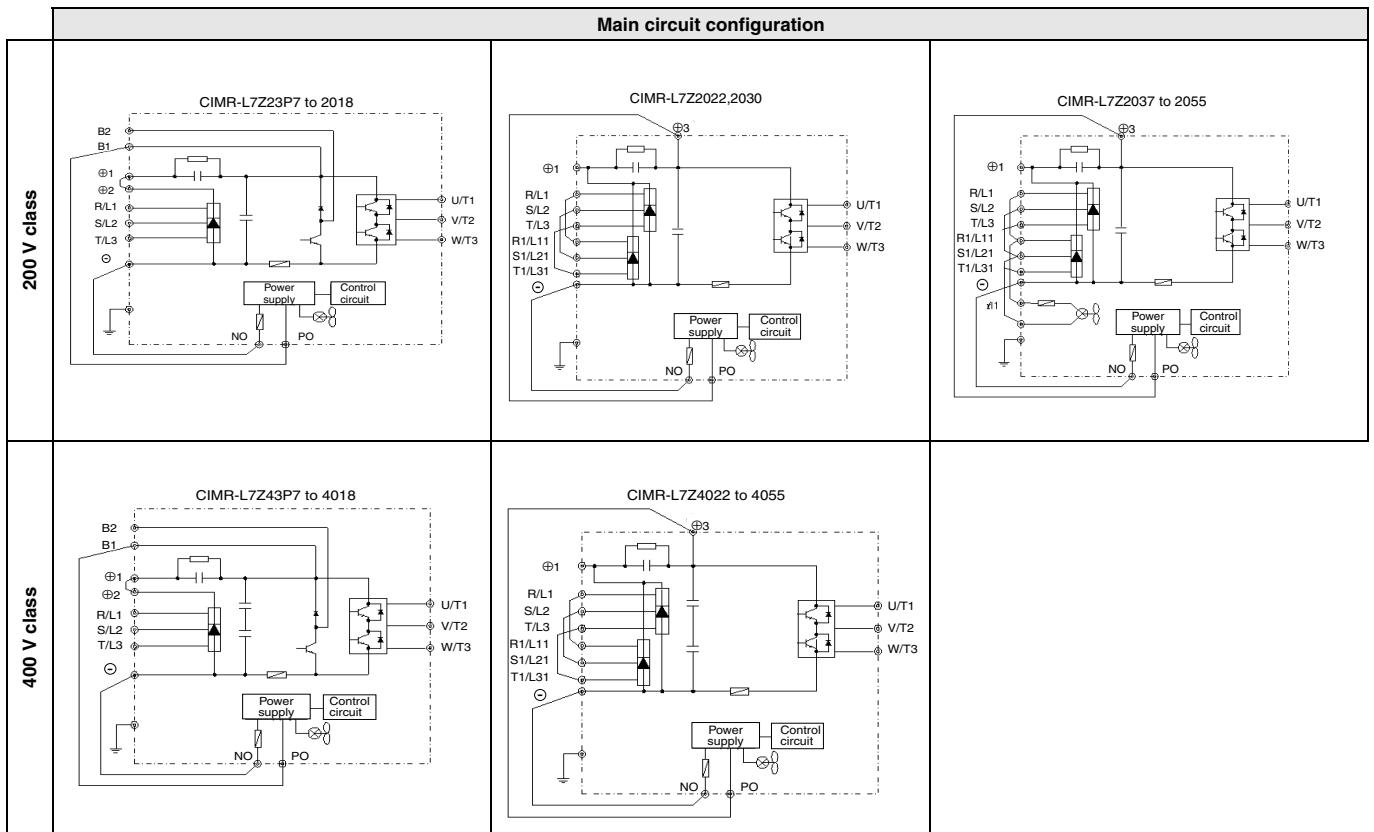 Main circuit configuration
200 V class
CIMR-L7Z23P7 to 2018
B2
B1
⊕1
⊕2
R/L1
S/L2
T/L3
⊖
U/T1
V/T2
W/T3
Power supply
Control circuit
NO
PO
CIMR-L7Z2022,2030
⊕3
⊕1
R/L1
S/L2
T/L3
R1/L11
S1/L21
T1/L31
⊖
U/T1
V/T2
W/T3
Power supply
Control circuit
NO
PO
CIMR-L7Z2037 to 2055
⊕3
⊕1
R/L1
S/L2
T/L3
R1/L11
S1/L21
T1/L31
⊖
U/T1
V/T2
W/T3
Power supply
Control circuit
NO
PO
400 V class
CIMR-L7Z43P7 to 4018
B2
B1
⊕1
⊕2
R/L1
S/L2
T/L3
⊖
U/T1
V/T2
W/T3
Power supply
Control circuit
NO
PO
CIMR-L7Z4022 to 4055
⊕3
⊕1
R/L1
S/L2
T/L3
R1/L11
S1/L21
T1/L31
⊖
U/T1
V/T2
W/T3
Power supply
Control circuit
NO
PO